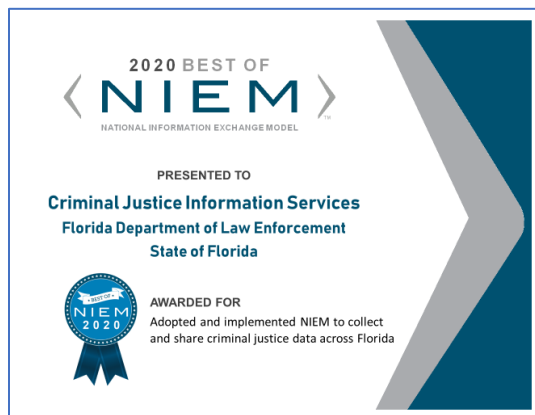 2020 BEST OF
NIEM
™
NATIONAL INFORMATION EXCHANGE MODEL
PRESENTED TO
Criminal Justice Information Services
Florida Department of Law Enforcement
State of Florida
BEST OF
NIEM
2020
AWARDED FOR
Adopted and implemented NIEM to collect
and share criminal justice data across Florida